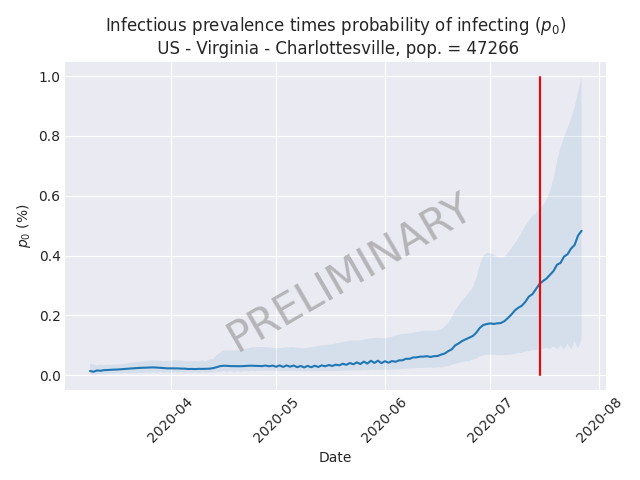 Infectious prevalence times probability of infecting (p₀)
US - Virginia - Charlottesville, pop. = 47266
1.0
0.8
0.6
0.4
0.2
0.0
p₀ (%)
PRELIMINARY
2020-04
2020-05
2020-06
2020-07
2020-08
Date